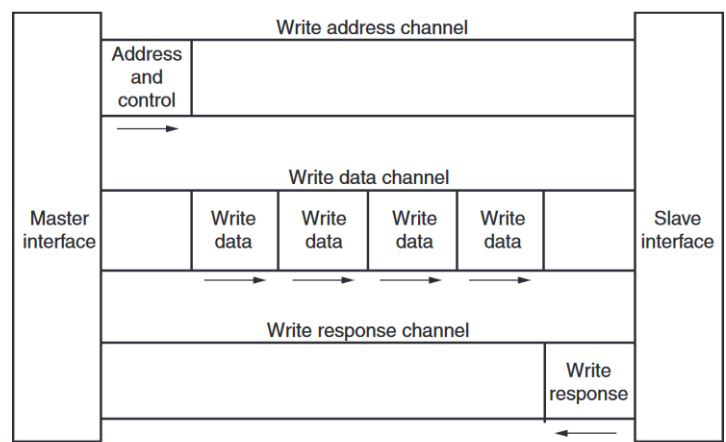 Write address channel
Address
and
control
Write data channel
Master
interface
Write
data
Write
data
Write
data
Write
data
Slave
interface
Write response channel
Write
response